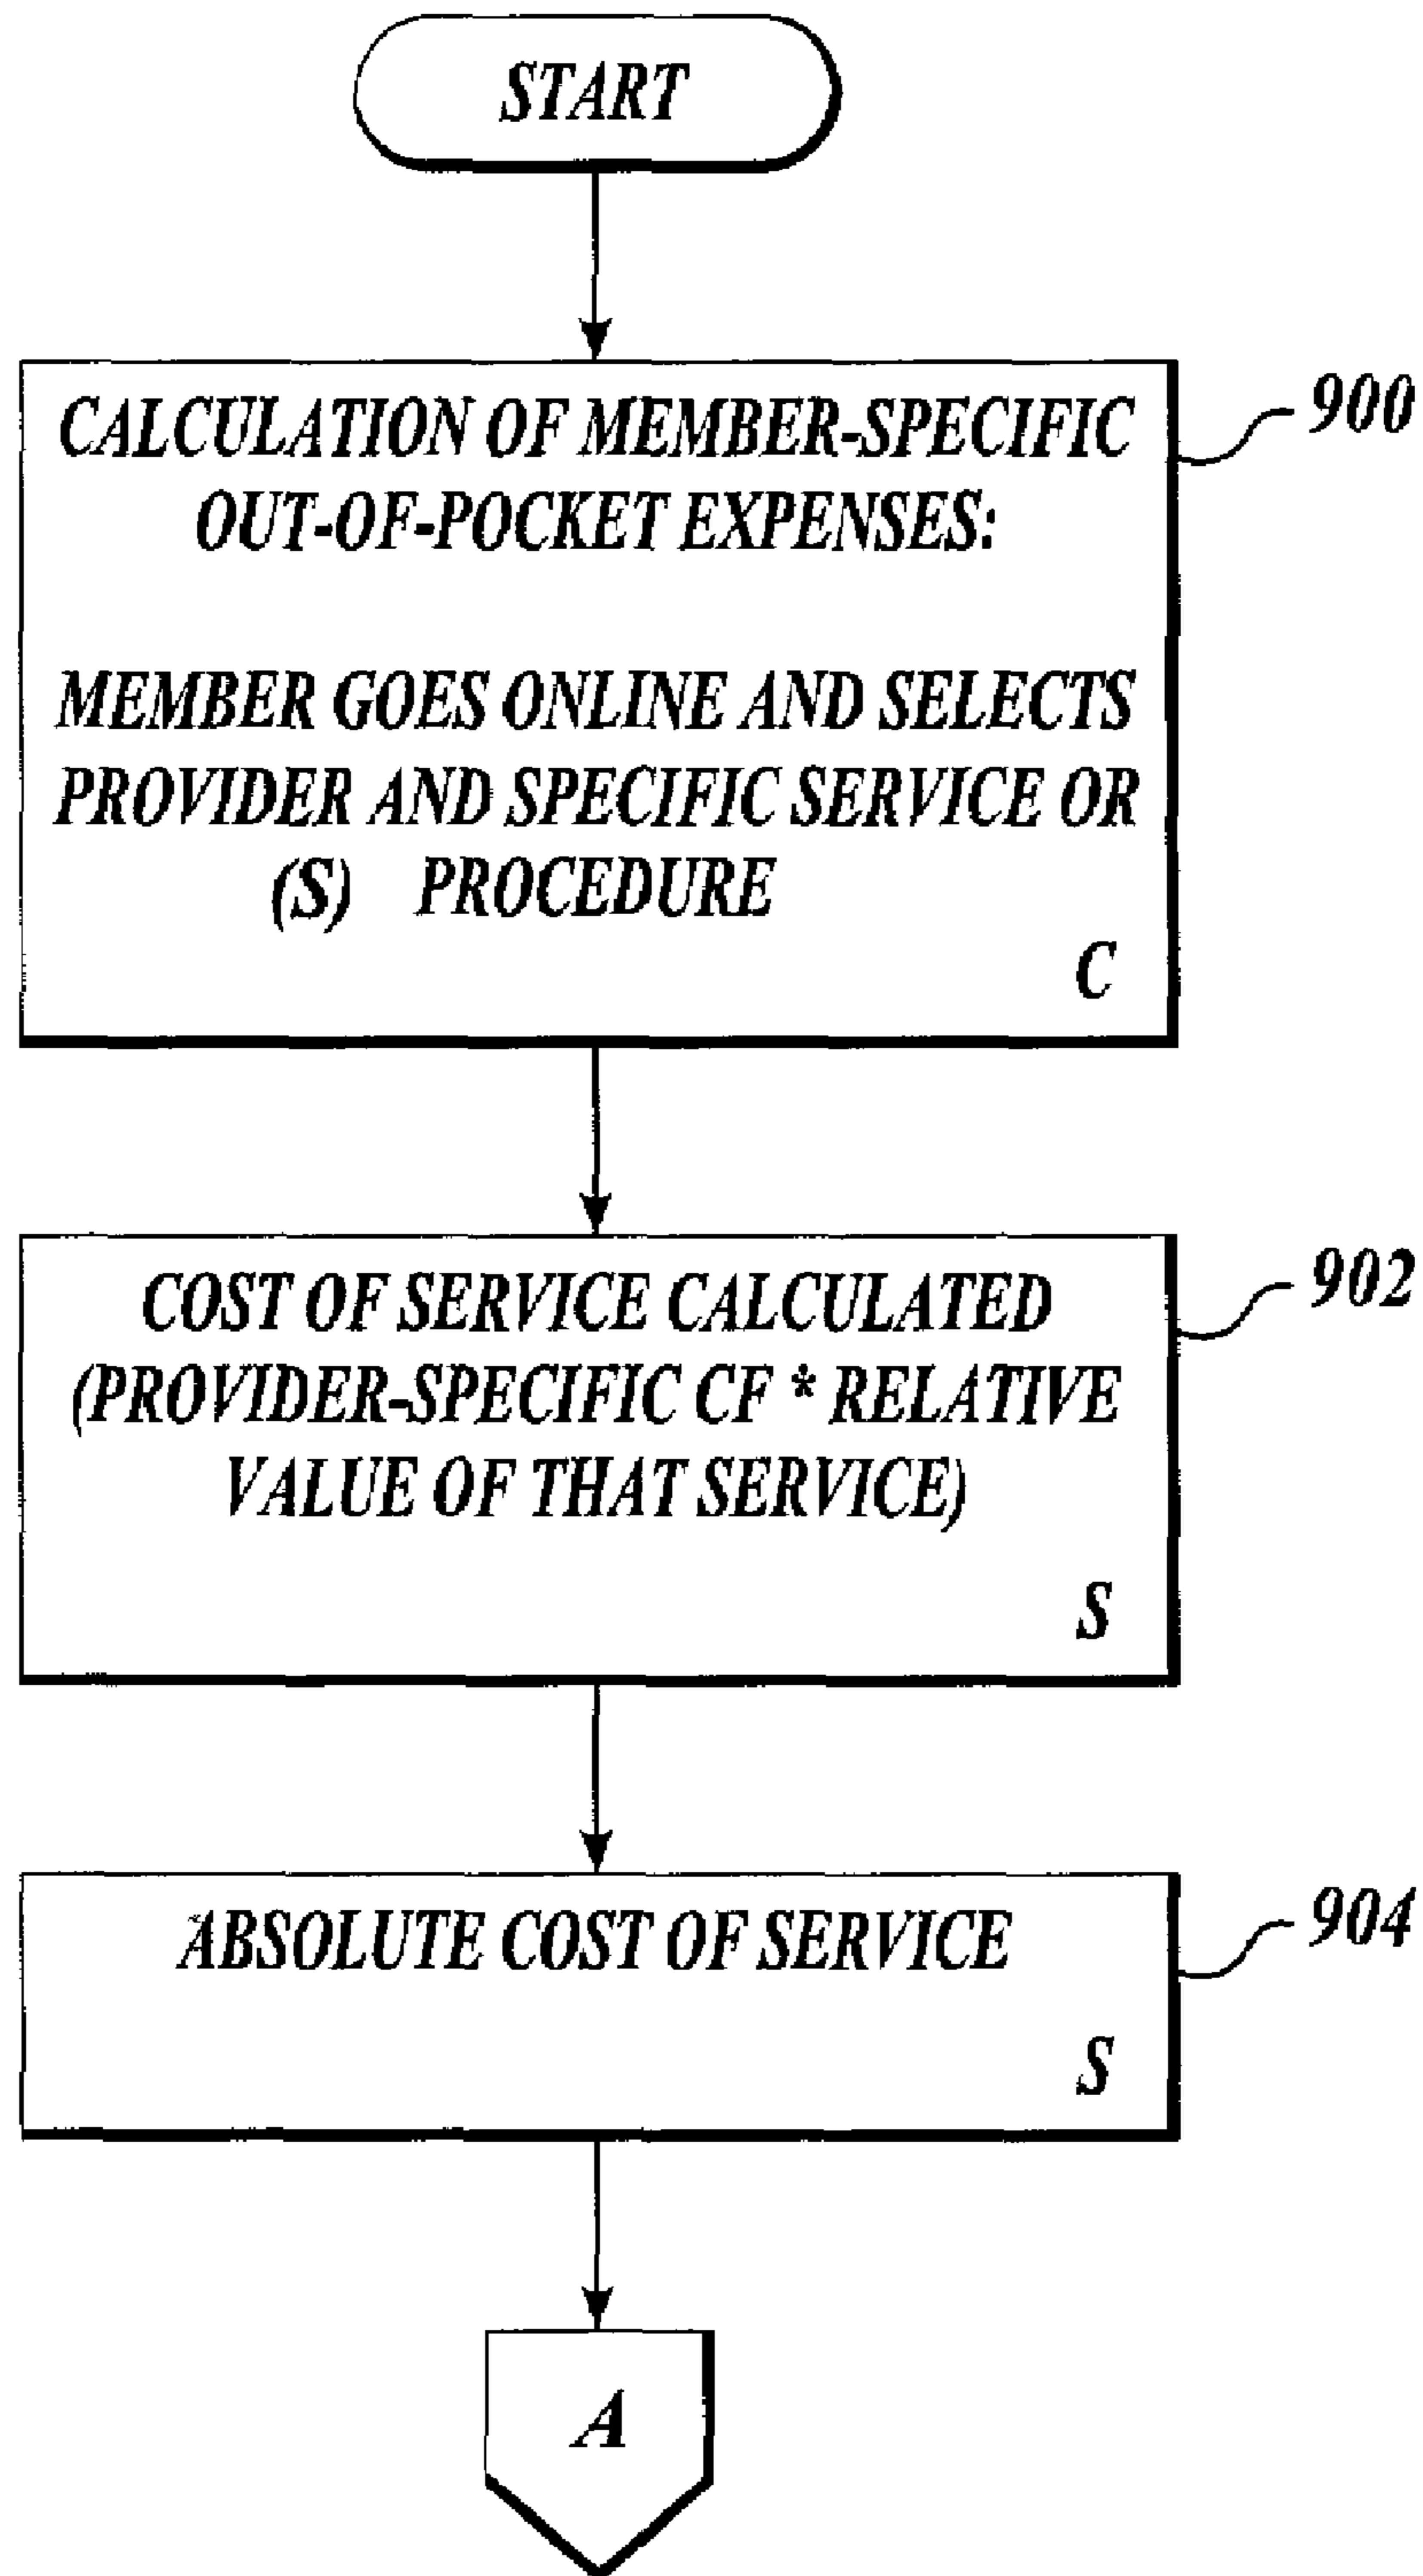 START
CALCULATION OF MEMBER-SPECIFIC
OUT-OF-POCKET EXPENSES:
MEMBER GOES ONLINE AND SELECTS
PROVIDER AND SPECIFIC SERVICE OR
(S) PROCEDURE
C
900
COST OF SERVICE CALCULATED
(PROVIDER-SPECIFIC CF * RELATIVE
VALUE OF THAT SERVICE)
S
902
ABSOLUTE COST OF SERVICE
S
904
A